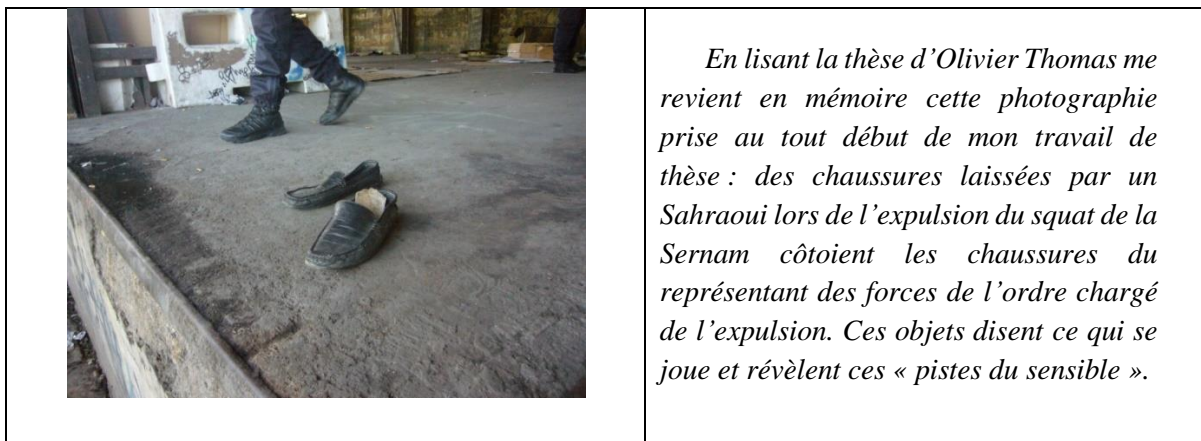 En lisant la thèse d’Olivier Thomas me
revient en mémoire cette photographie
prise au tout début de mon travail de
thèse : des chaussures laissées par un
Sahraoui lors de l’expulsion du squat de la
Sernam côtoient les chaussures du
représentant des forces de l’ordre chargé
de l’expulsion. Ces objets disent ce qui se
joue et révèlent ces « pistes du sensible ».